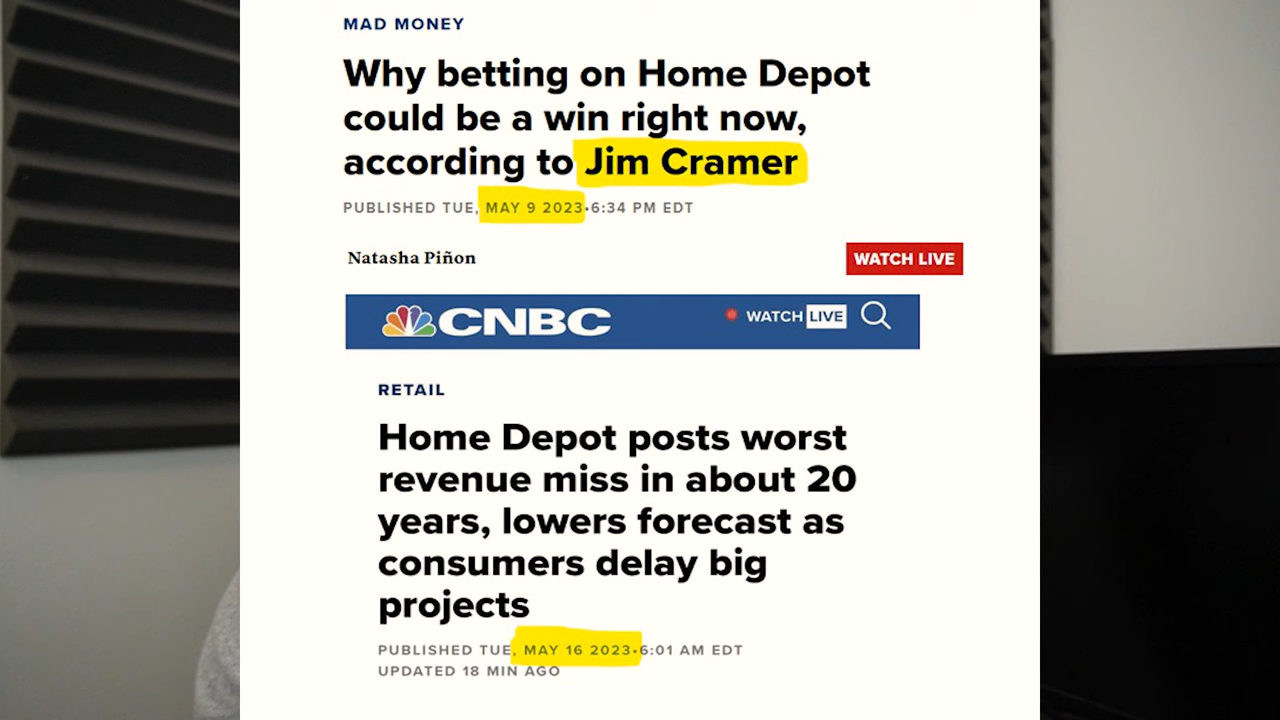 MAD MONEY
Why betting on Home Depot
could be a win right now,
according to Jim Cramer
PUBLISHED TUE, MAY 9 2023•6:34 PM EDT
Natasha Piñon
WATCH LIVE
CNBC
WATCH LIVE
RETAIL
Home Depot posts worst
revenue miss in about 20
years, lowers forecast as
consumers delay big
projects
PUBLISHED TUE, MAY 16 2023•6:01 AM EDT
UPDATED 18 MIN AGO